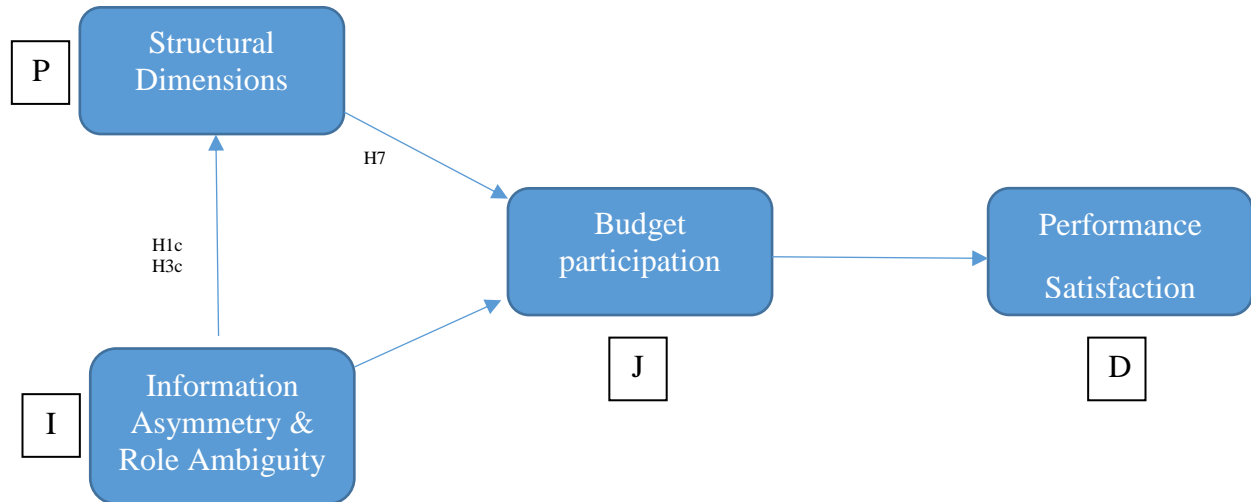 P
Structural
Dimensions
H7
H1c
H3c
Budget
participation
Performance
Satisfaction
J
D
I
Information
Asymmetry &
Role Ambiguity